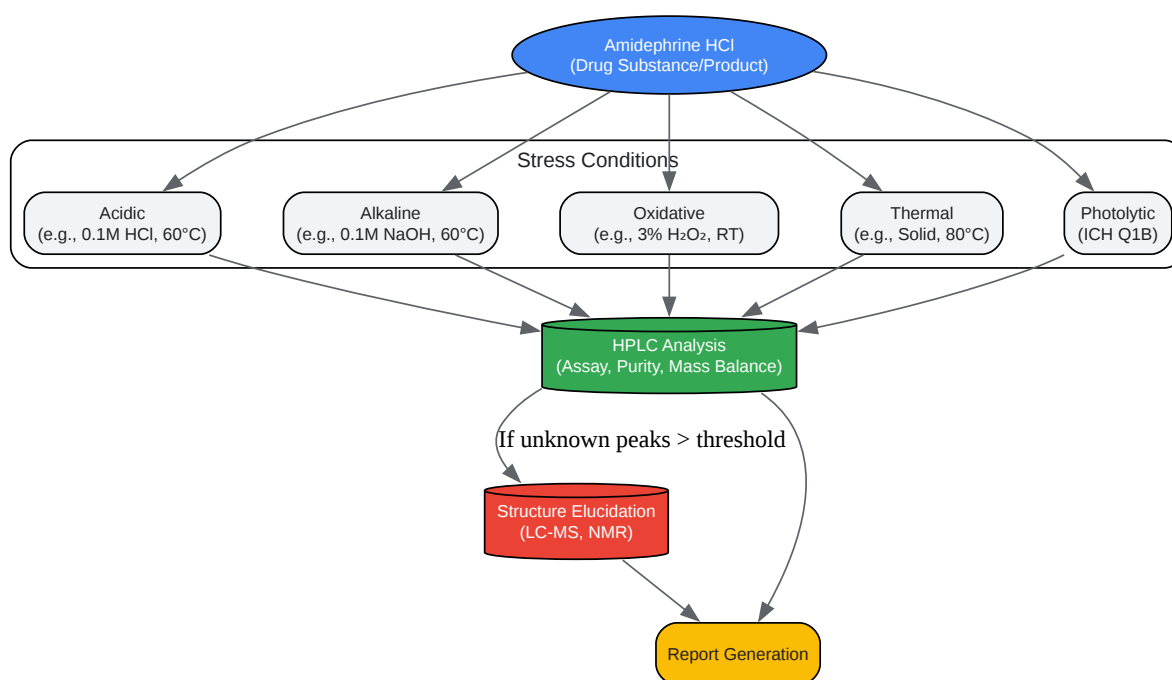 Amidephrine HCl
(Drug Substance/Product)
Stress Conditions
Acidic
(e.g., 0.1M HCl, 60°C)
Alkaline
(e.g., 0.1M NaOH, 60°C)
Oxidative
(e.g., 3% H₂O₂, RT)
Thermal
(e.g., Solid, 80°C)
Photolytic
(ICH Q1B)
HPLC Analysis
(Assay, Purity, Mass Balance)
If unknown peaks > threshold
Structure Elucidation
(LC-MS, NMR)
Report Generation